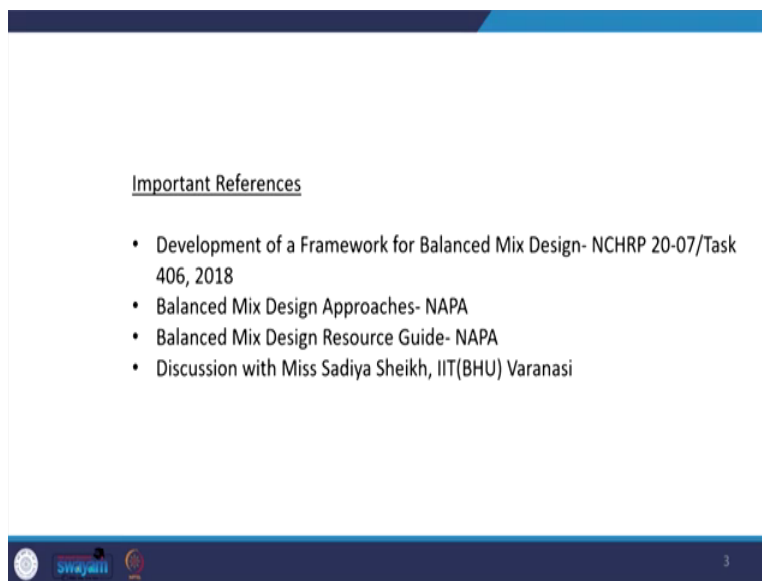 Important References
• Development of a Framework for Balanced Mix Design- NCHRP 20-07/Task
406, 2018
• Balanced Mix Design Approaches- NAPA
• Balanced Mix Design Resource Guide- NAPA
• Discussion with Miss Sadiya Sheikh, IIT(BHU) Varanasi
swayam
3